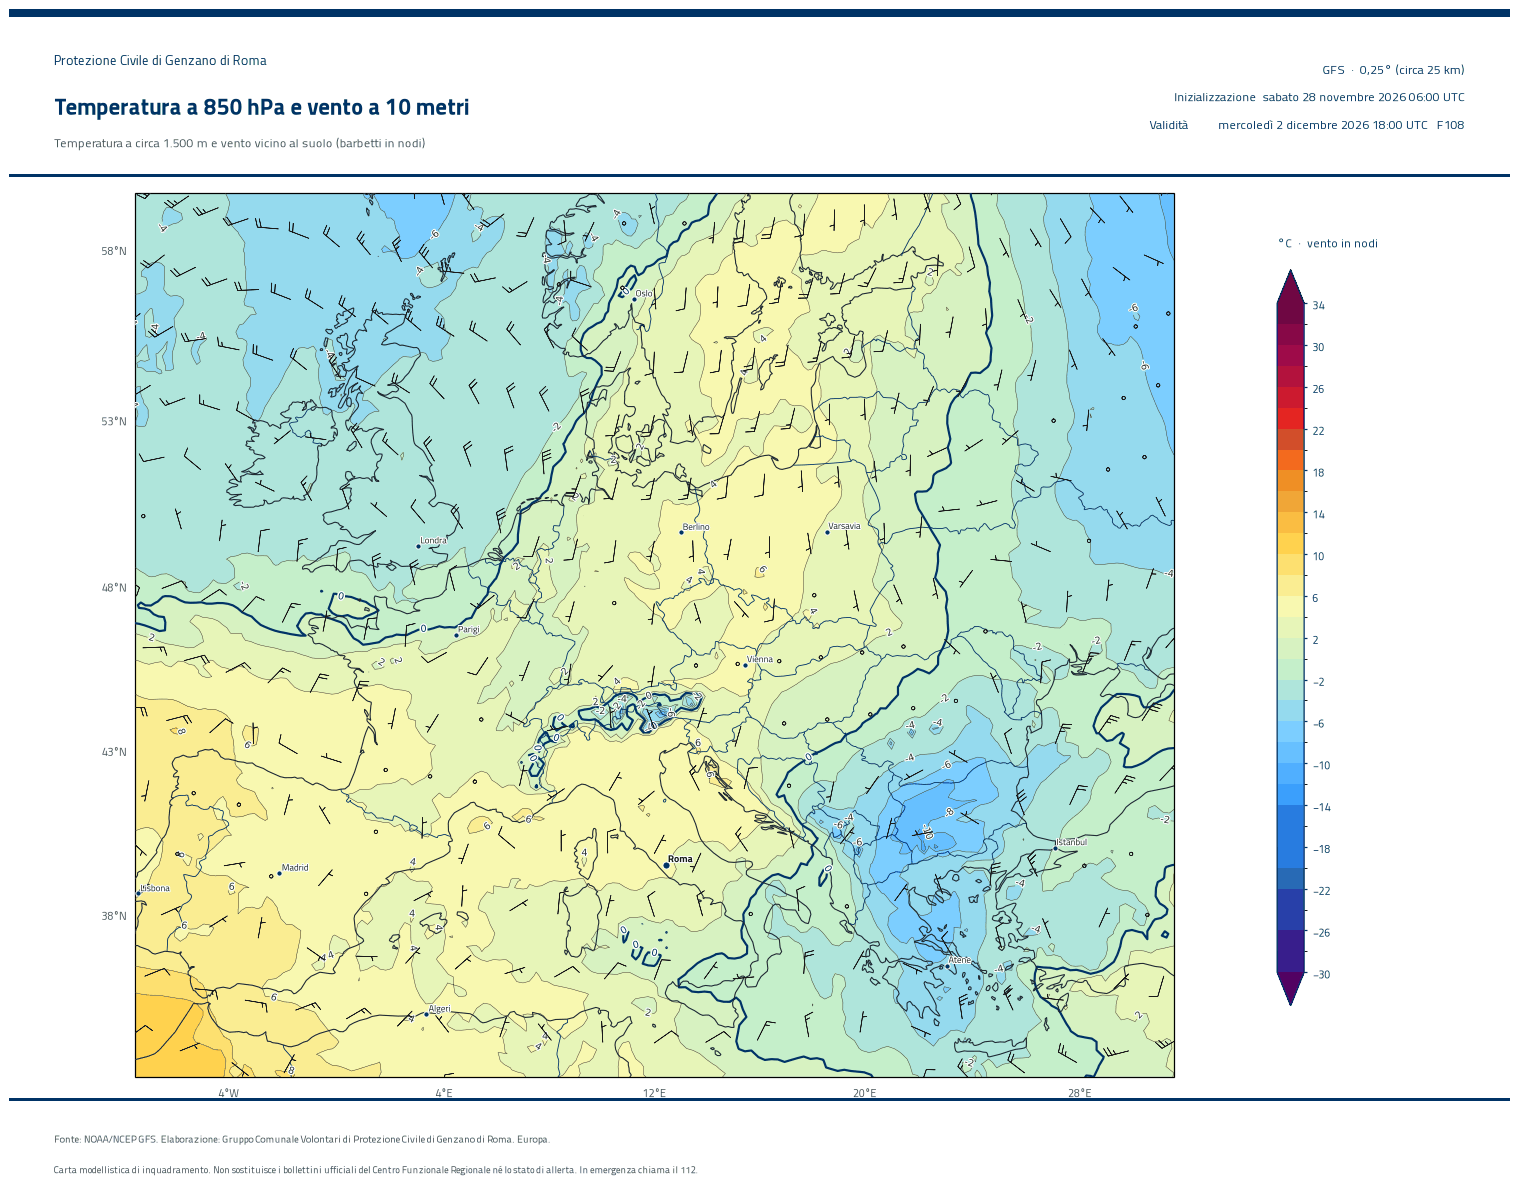 Protezione Civile di Genzano di Roma
Temperatura a 850 hPa e vento a 10 metri
Temperatura a circa 1.500 m e vento vicino al suolo (barbetti in nodi)
GFS · 0,25° (circa 25 km)
Inizializzazione sabato 28 novembre 2026 06:00 UTC
Validità mercoledì 2 dicembre 2026 18:00 UTC F108
°C · vento in nodi
34
30
26
22
18
14
10
6
2
−2
−6
−10
−14
−18
−22
−26
−30
58°N
53°N
48°N
43°N
38°N
4°W
4°E
12°E
20°E
28°E
Oslo
Londra
Berlino
Varsavia
Parigi
Vienna
Madrid
Lisbona
Roma
Istanbul
Atene
Algeri
Fonte: NOAA/NCEP GFS. Elaborazione: Gruppo Comunale Volontari di Protezione Civile di Genzano di Roma. Europa.
Carta modellistica di inquadramento. Non sostituisce i bollettini ufficiali del Centro Funzionale Regionale né lo stato di allerta. In emergenza chiama il 112.